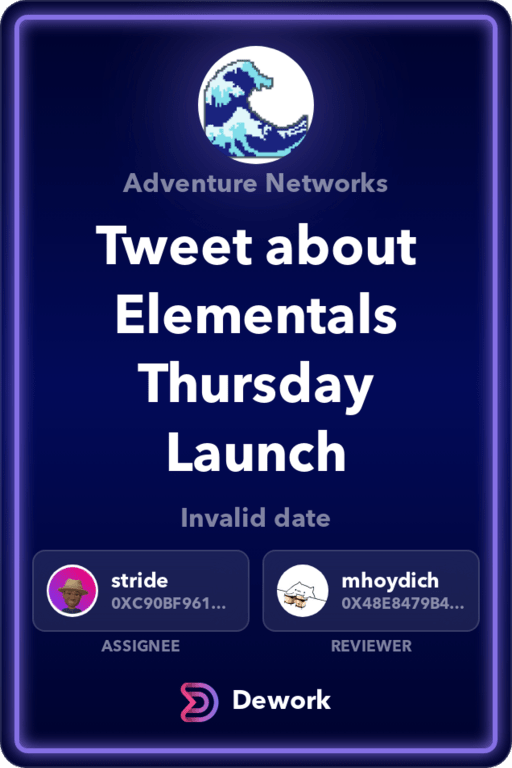 Adventure Networks
Tweet about
Elementals
Thursday
Launch
Invalid date
stride
0XC90BF961...
ASSIGNEE
mhoydich
0X48E8479B4...
REVIEWER
Dework